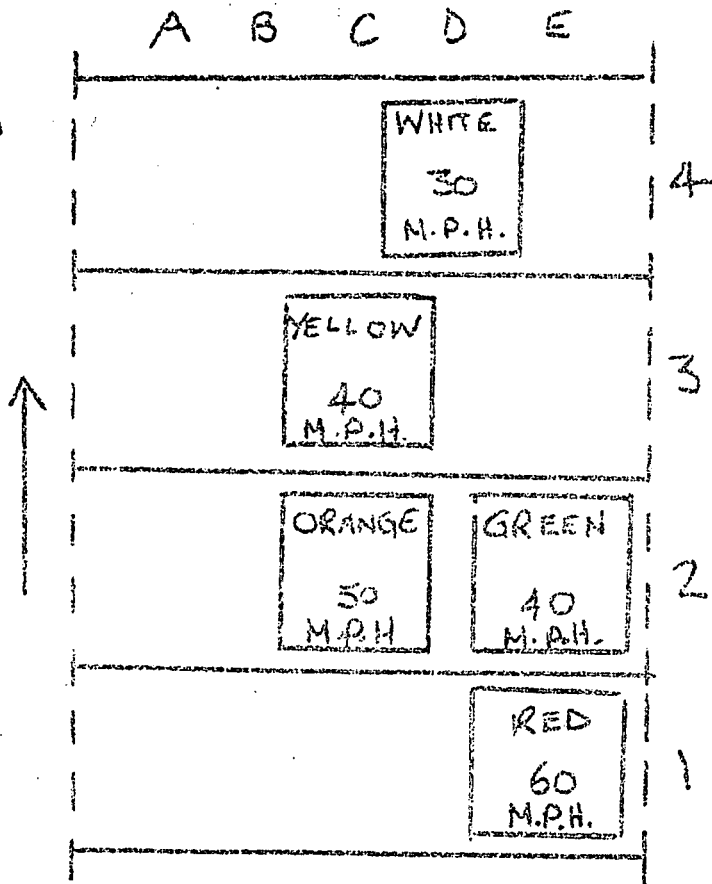 A B C D E
WHITE
30
M.P.H.
4
YELLOW
40
M.P.H.
3
ORANGE
50
M.P.H
GREEN
40
M.P.H.
2
RED
60
M.P.H.
1